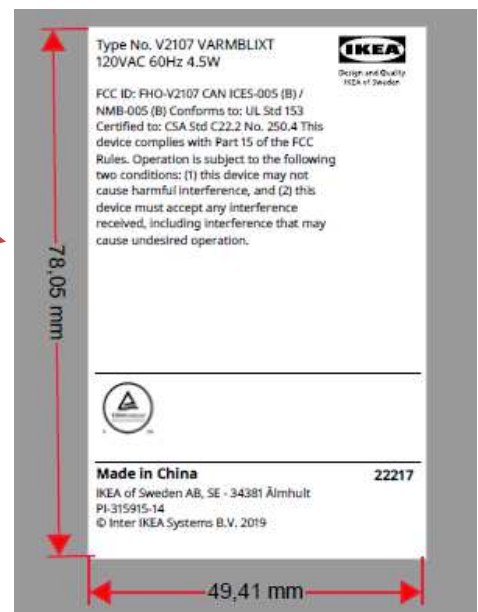 Type No. V2107 VARMBLIXT
120VAC 60Hz 4.5W
IKEA
Design and Quality
IKEA of Sweden
FCC ID: FHO-V2107 CAN ICES-005 (B) /
NMB-005 (B) Conforms to: UL Std 153
Certified to: CSA Std C22.2 No. 250.4 This
device complies with Part 15 of the FCC
Rules. Operation is subject to the following
two conditions: (1) this device may not
cause harmful interference, and (2) this
device must accept any interference
received, including interference that may
cause undesired operation.
78,05 mm
Made in China 22217
IKEA of Sweden AB, SE - 34381 Älmhult
PI-315915-14
© Inter IKEA Systems B.V. 2019
49,41 mm